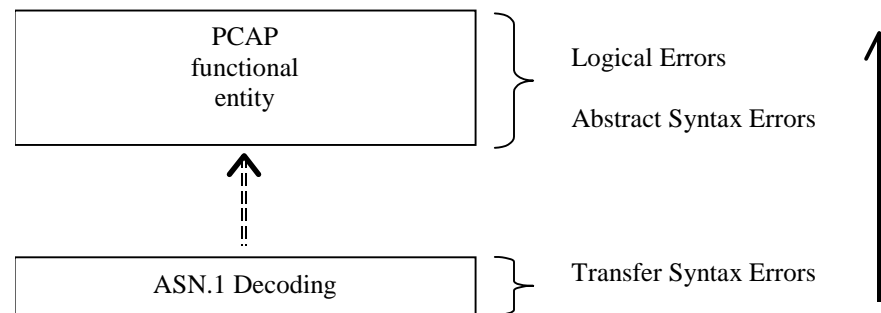 PCAP
functional
entity
Logical Errors
Abstract Syntax Errors
ASN.1 Decoding
Transfer Syntax Errors